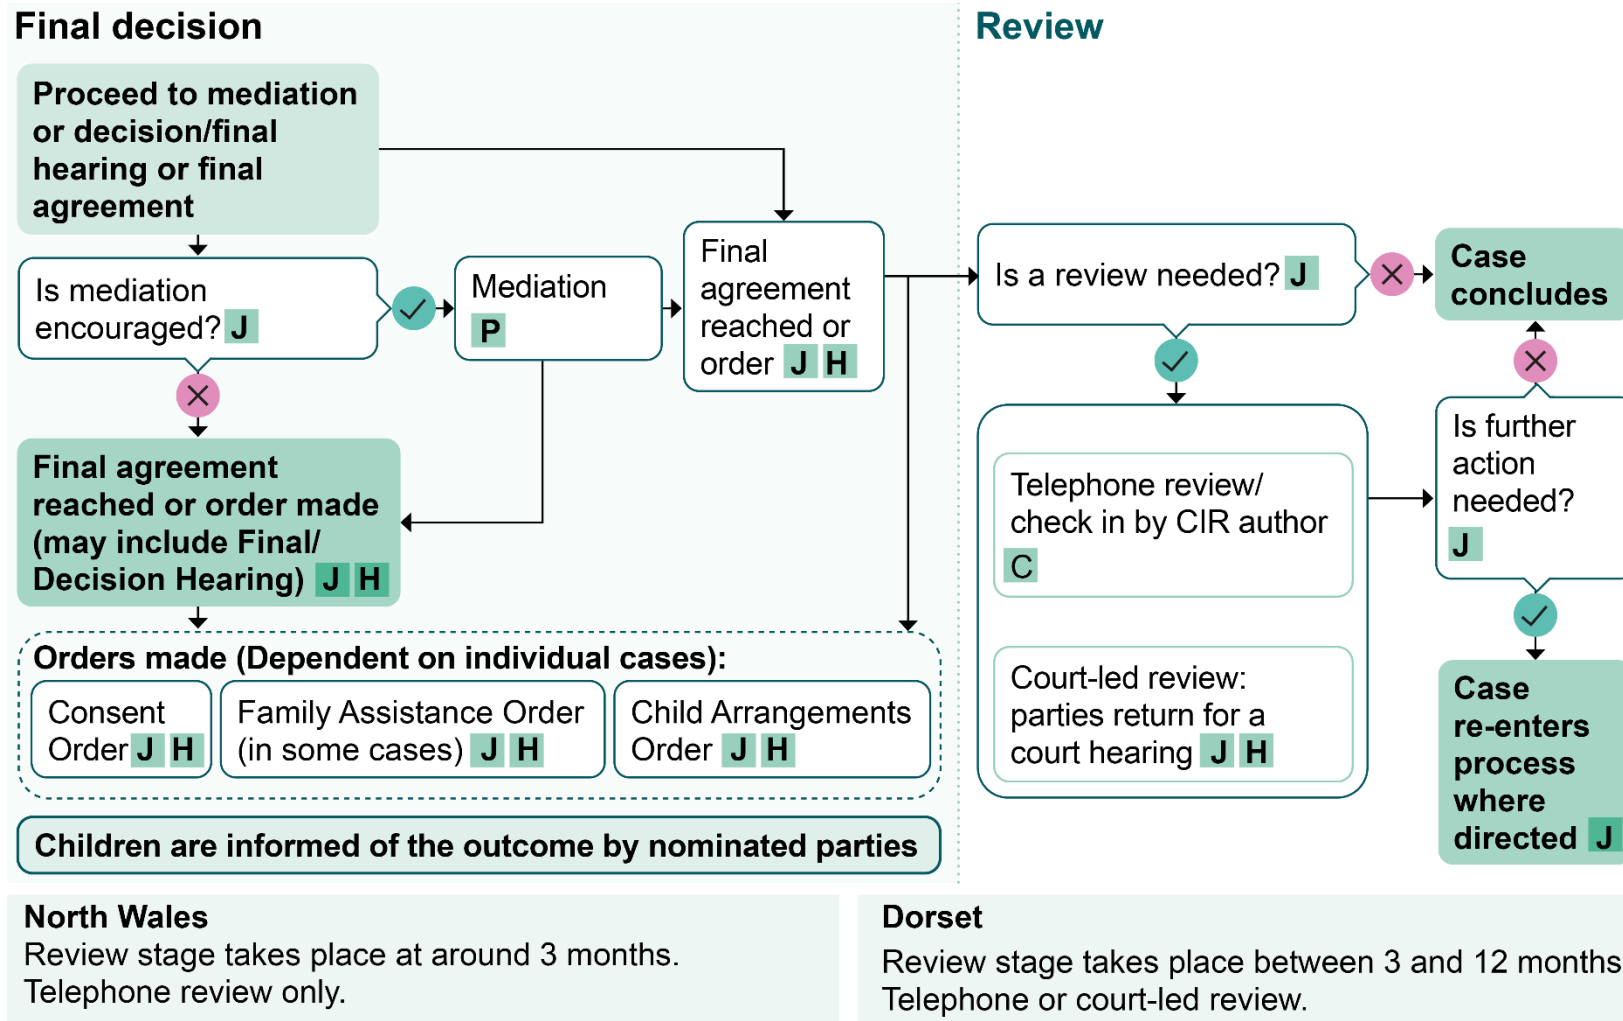 Final decision
Proceed to mediation
or decision/final
hearing or final
agreement
Is mediation
encouraged? J
Mediation
P
Final
agreement
reached or
order J H
Final agreement
reached or order made
(may include Final/
Decision Hearing) J H
Orders made (Dependent on individual cases):
Consent
Order J H
Family Assistance Order
(in some cases) J H
Child Arrangements
Order J H
Children are informed of the outcome by nominated parties
Review
Is a review needed? J
Case
concludes
Telephone review/
check in by CIR author
C
Court-led review:
parties return for a
court hearing J H
Is further
action
needed?
J
Case
re-enters
process
where
directed J
North Wales
Review stage takes place at around 3 months.
Telephone review only.
Dorset
Review stage takes place between 3 and 12 months
Telephone or court-led review.